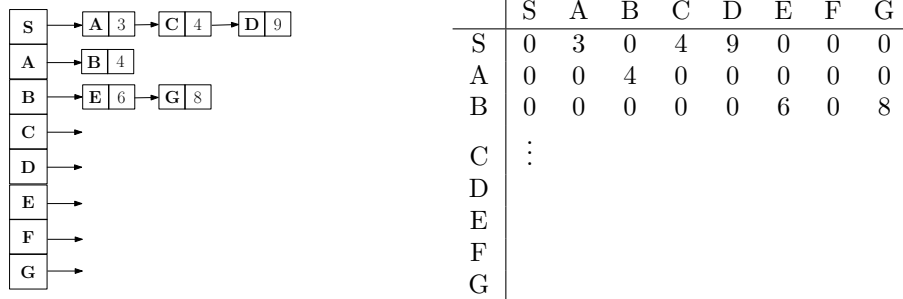 S A 3 C 4 D 9
A B 4
B E 6 G 8
C
D
E
F
G
S A B C D E F G
S 0 3 0 4 9 0 0 0
A 0 0 4 0 0 0 0 0
B 0 0 0 0 0 6 0 8
C ⋮
D
E
F
G